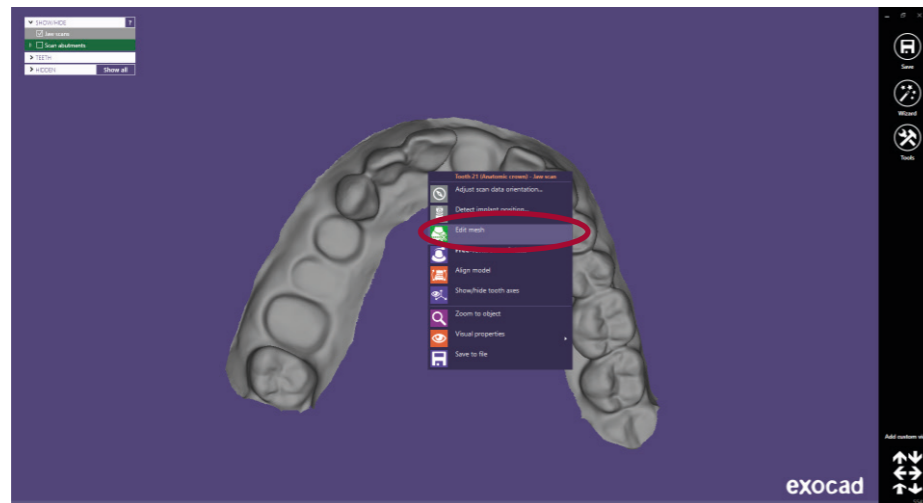 SHOW/HIDE ?
Jaw scans
Scan abutments
TEETH
HIDDEN Show all
Save
Wizard
Tools
Tooth 21 (Anatomic crown) - Jaw scan
Adjust scan data orientation...
Detect implant position...
Edit mesh
Align model
Show/hide tooth axes
Zoom to object
Visual properties
Save to file
Add custom vi
exocad